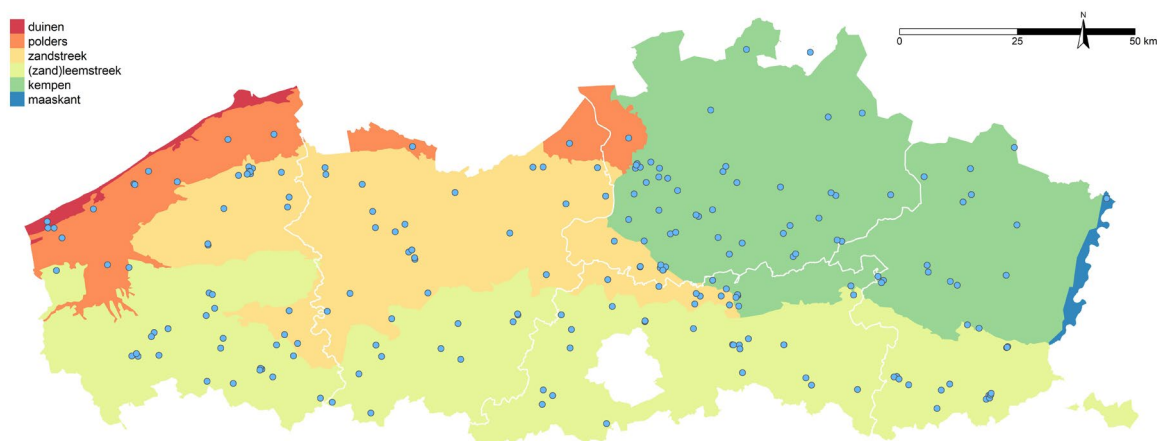 duinen
polders
zandstreek
(zand)leemstreek
kempen
maaskant
N
0 25 50 km